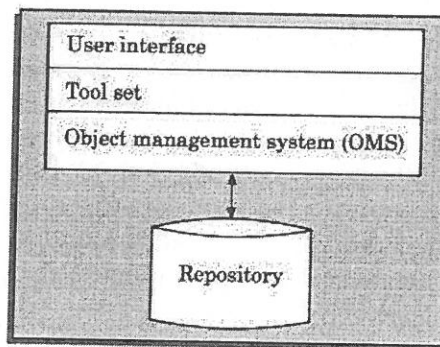 User interface
Tool set
Object management system (OMS)
Repository